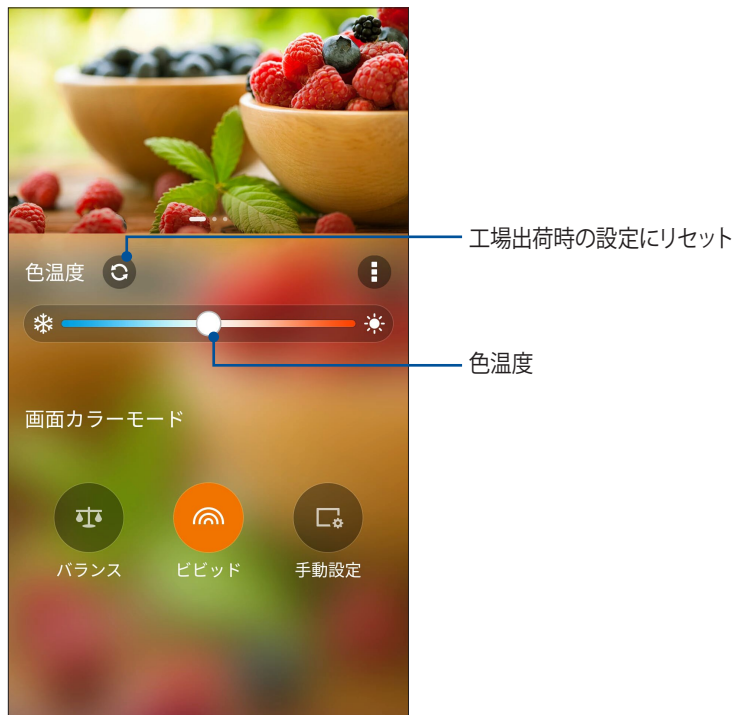 工場出荷時の設定にリセット
色温度
色温度
画面カラーモード
バランス
ビビッド
手動設定